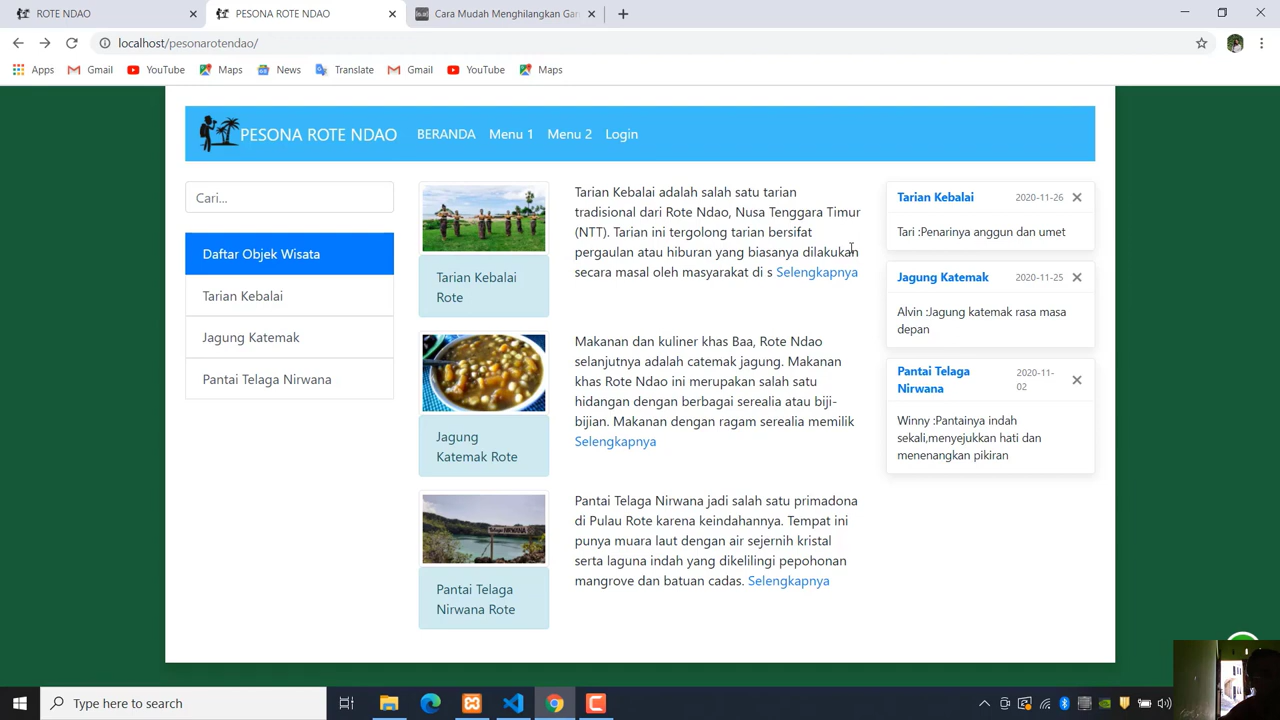 ROTE NDAO
PESONA ROTE NDAO
Cara Mudah Menghilangkan Gar
localhost/pesonarotendao/
Apps
Gmail
YouTube
Maps
News
Translate
Gmail
YouTube
Maps
PESONA ROTE NDAO
BERANDA
Menu 1
Menu 2
Login
Cari...
Daftar Objek Wisata
Tarian Kebalai
Jagung Katemak
Pantai Telaga Nirwana
Tarian Kebalai
Rote
Tarian Kebalai adalah salah satu tarian
tradisional dari Rote Ndao, Nusa Tenggara Timur
(NTT). Tarian ini tergolong tarian bersifat
pergaulan atau hiburan yang biasanya dilakukan
secara masal oleh masyarakat di s Selengkapnya
Jagung
Katemak Rote
Makanan dan kuliner khas Baa, Rote Ndao
selanjutnya adalah catemak jagung. Makanan
khas Rote Ndao ini merupakan salah satu
hidangan dengan berbagai serealia atau biji-
bijian. Makanan dengan ragam serealia memilik
Selengkapnya
Pantai Telaga
Nirwana Rote
Pantai Telaga Nirwana jadi salah satu primadona
di Pulau Rote karena keindahannya. Tempat ini
punya muara laut dengan air sejernih kristal
serta laguna indah yang dikelilingi pepohonan
mangrove dan batuan cadas. Selengkapnya
Tarian Kebalai
2020-11-26
Tari :Penarinya anggun dan umet
Jagung Katemak
2020-11-25
Alvin :Jagung katemak rasa masa
depan
Pantai Telaga
Nirwana
2020-11-
02
Winny :Pantainya indah
sekali,menyejukkan hati dan
menenangkan pikiran
Type here to search